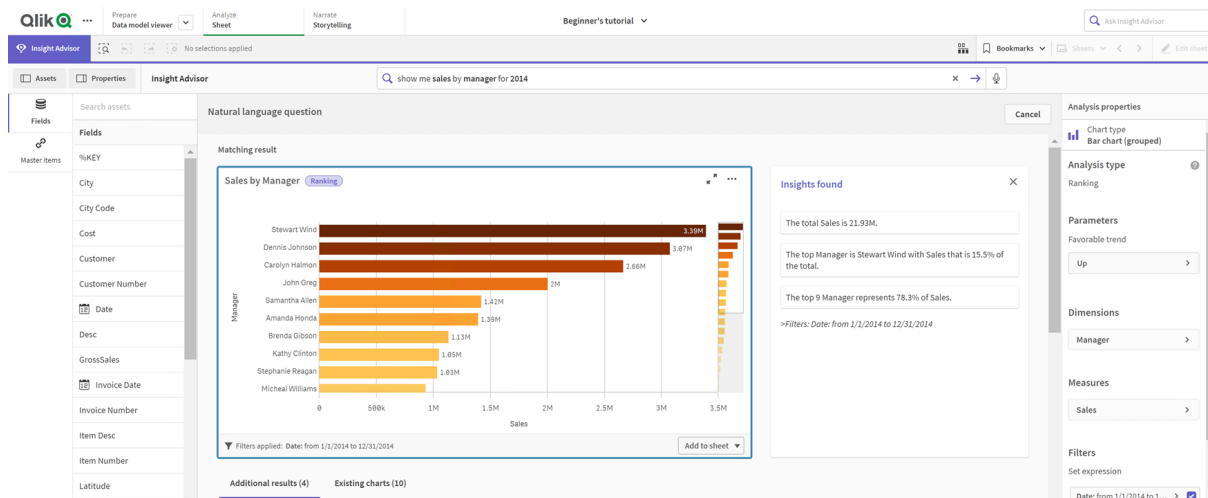 Qlik
...
Prepare
Data model viewer
Analyze
Sheet
Narrate
Storytelling
Beginner's tutorial
Ask Insight Advisor
Insight Advisor
No selections applied
Bookmarks
Sheets
Edit sheet
Assets
Properties
Insight Advisor
show me sales by manager for 2014
Fields
Master items
Search assets
Fields
%KEY
City
City Code
Cost
Customer
Customer Number
Date
Desc
GrossSales
Invoice Date
Invoice Number
Item Desc
Item Number
Latitude
Natural language question
Cancel
Matching result
Sales by Manager
Ranking
Manager
Stewart Wind
3.39M
Dennis Johnson
3.07M
Carolyn Halmon
2.66M
John Greg
2M
Samantha Allen
1.42M
Amanda Honda
1.39M
Brenda Gibson
1.13M
Kathy Clinton
1.05M
Stephanie Reagan
1.03M
Micheal Williams
0 500k 1M 1.5M 2M 2.5M 3M 3.5M
Sales
Filters applied: Date: from 1/1/2014 to 12/31/2014
Add to sheet
Insights found
The total Sales is 21.93M.
The top Manager is Stewart Wind with Sales that is 15.5% of
the total.
The top 9 Manager represents 78.3% of Sales.
>Filters: Date: from 1/1/2014 to 12/31/2014
Additional results (4)
Existing charts (10)
Analysis properties
Chart type
Bar chart (grouped)
Analysis type
Ranking
Parameters
Favorable trend
Up
Dimensions
Manager
Measures
Sales
Filters
Set expression
Date: from 1/1/2014 to 1...